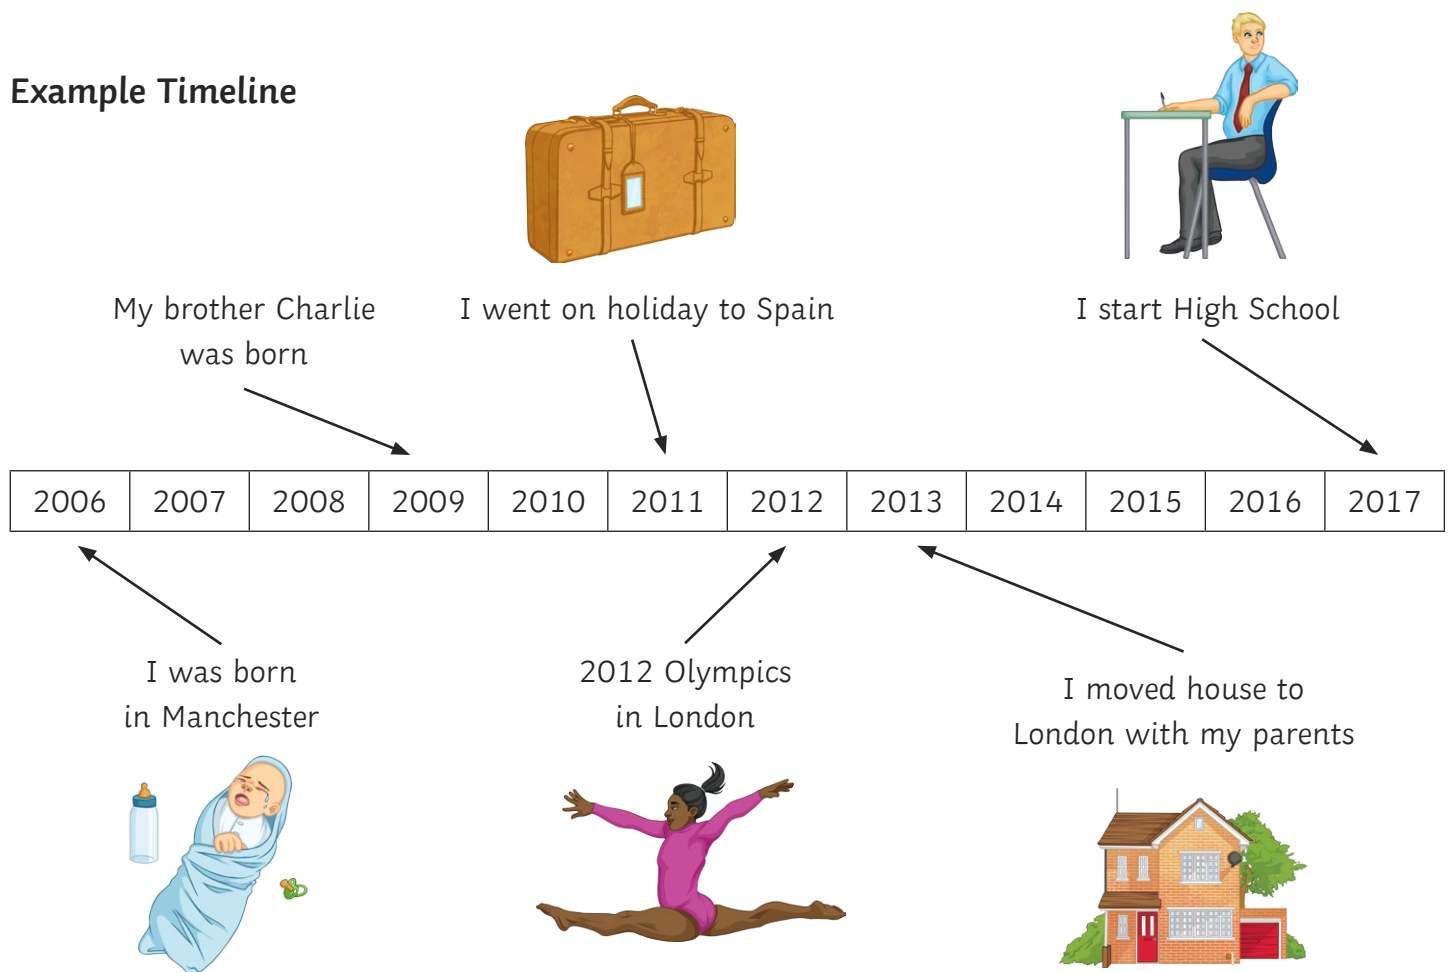 Example Timeline
My brother Charlie
was born
I went on holiday to Spain
I start High School
2006 2007 2008 2009 2010 2011 2012 2013 2014 2015 2016 2017
I was born
in Manchester
2012 Olympics
in London
I moved house to
London with my parents